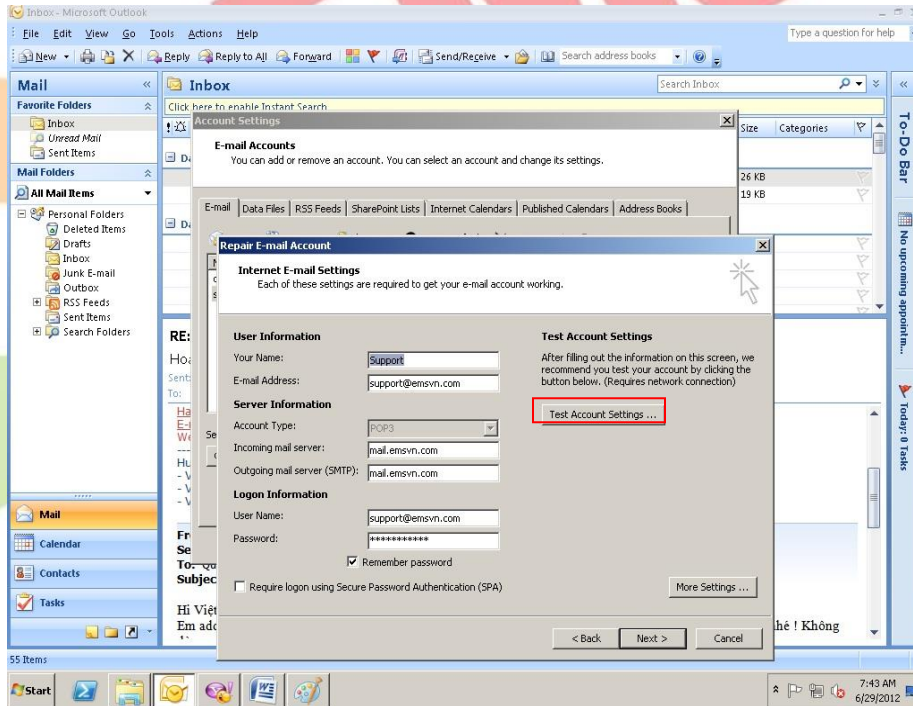 Inbox - Microsoft Outlook
File Edit View Go Tools Actions Help
Type a question for help
New Reply Reply to All Forward Send/Receive Search address books
Mail
Inbox
Search Inbox
Favorite Folders
Click here to enable Instant Search
Inbox
Unread Mail
Sent Items
Mail Folders
All Mail Items
Personal Folders
Deleted Items
Drafts
Inbox
Junk E-mail
Outbox
RSS Feeds
Sent Items
Search Folders
Mail
Calendar
Contacts
Tasks
55 Items
Size Categories
26 KB
19 KB
To-Do Bar
No upcoming appointm...
Today: 0 Tasks
Account Settings
E-mail Accounts
You can add or remove an account. You can select an account and change its settings.
E-mail Data Files RSS Feeds SharePoint Lists Internet Calendars Published Calendars Address Books
Repair E-mail Account
Internet E-mail Settings
Each of these settings are required to get your e-mail account working.
User Information
Your Name: Support
E-mail Address: support@emsvn.com
Server Information
Account Type: POP3
Incoming mail server: mail.emsvn.com
Outgoing mail server (SMTP): mail.emsvn.com
Logon Information
User Name: support@emsvn.com
Password: ***********
Remember password
Require logon using Secure Password Authentication (SPA)
Test Account Settings
After filling out the information on this screen, we
recommend you test your account by clicking the
button below. (Requires network connection)
Test Account Settings ...
More Settings ...
< Back Next > Cancel
RE:
To:
Subjec
Hi Việt
Em add
hé ! Không
Start
7:43 AM
6/29/2012